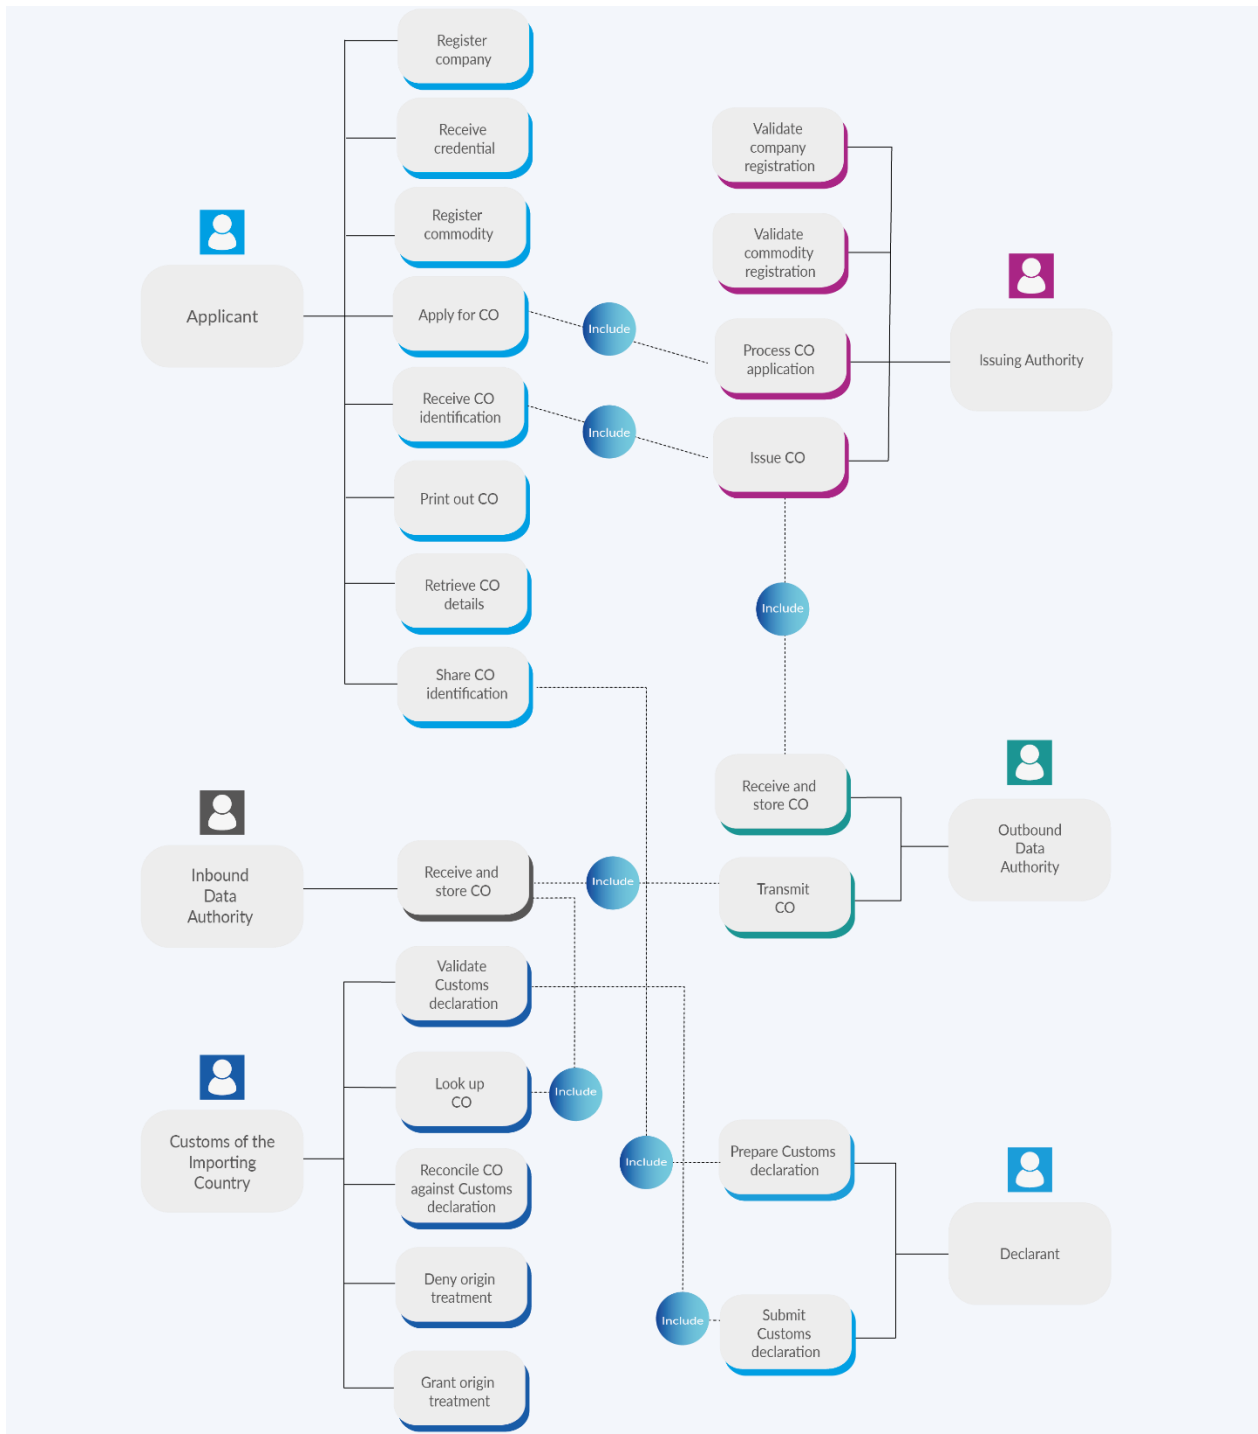 Register
company
Receive
credential
Register
commodity
Applicant
Apply for CO
Include
Receive CO
identification
Include
Print out CO
Retrieve CO
details
Share CO
identification
Validate
company
registration
Validate
commodity
registration
Process CO
application
Issue CO
Issuing Authority
Include
Receive and
store CO
Transmit
CO
Outbound
Data
Authority
Inbound
Data
Authority
Receive and
store CO
Include
Validate
Customs
declaration
Look up
CO
Include
Customs of the
Importing
Country
Reconcile CO
against Customs
declaration
Deny origin
treatment
Grant origin
treatment
Include
Prepare Customs
declaration
Declarant
Include
Submit
Customs
declaration